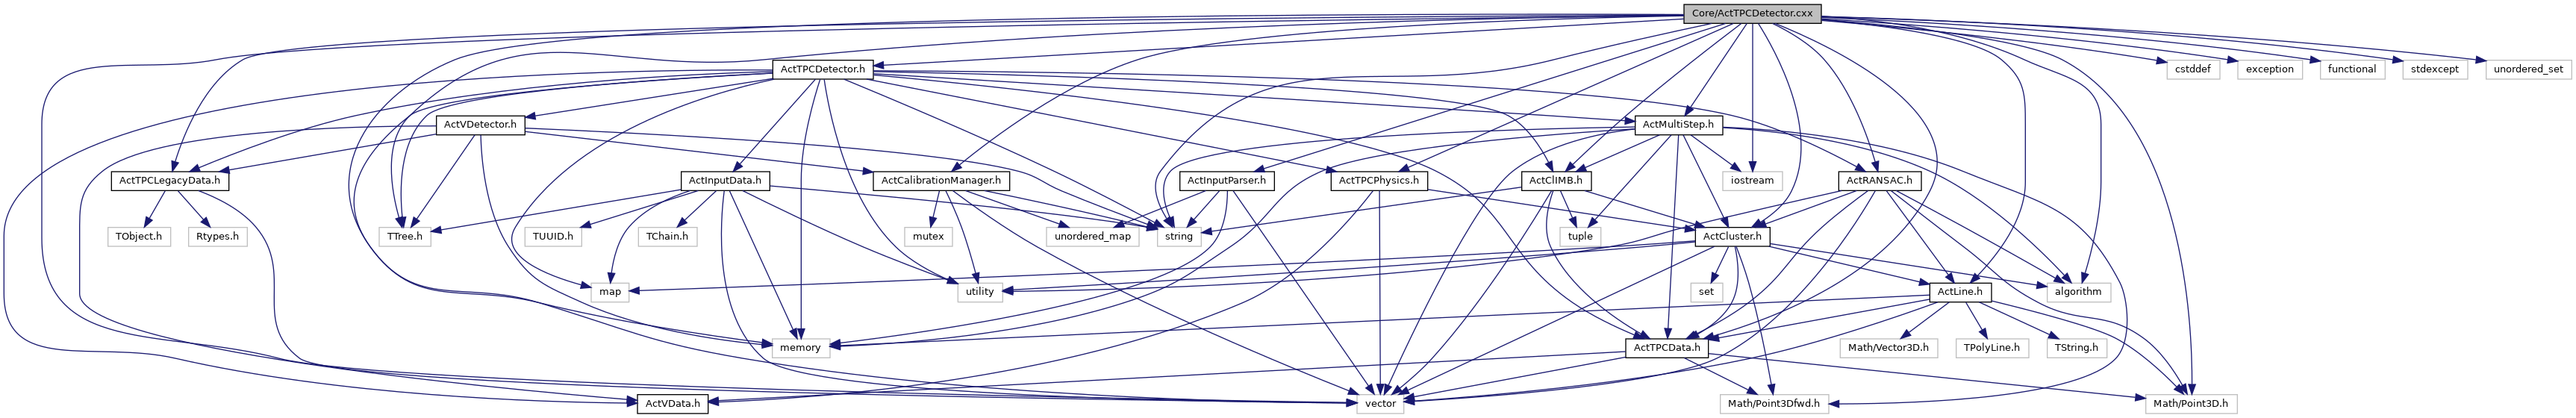 Core/ActTPCDetector.cxx
ActTPCDetector.h
cstddef
exception
functional
stdexcept
unordered_set
ActVDetector.h
ActMultiStep.h
ActTPCLegacyData.h
ActInputData.h
ActCalibrationManager.h
ActInputParser.h
ActTPCPhysics.h
ActClIMB.h
iostream
ActRANSAC.h
TObject.h
Rtypes.h
TTree.h
TUUID.h
TChain.h
mutex
unordered_map
string
tuple
ActCluster.h
map
utility
set
ActLine.h
algorithm
memory
ActTPCData.h
Math/Vector3D.h
TPolyLine.h
TString.h
ActVData.h
vector
Math/Point3Dfwd.h
Math/Point3D.h